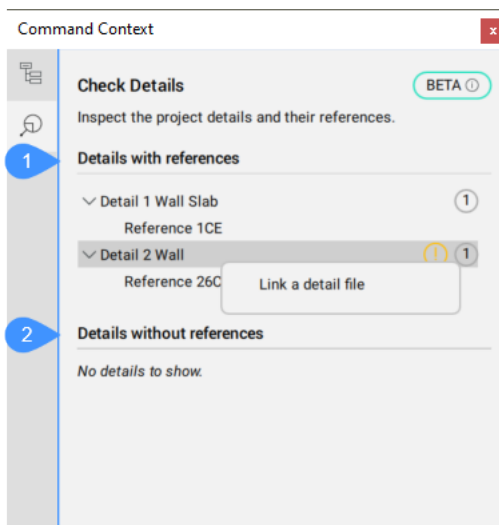 Command Context
x
Check Details
BETA
Inspect the project details and their references.
1
Details with references
Detail 1 Wall Slab
1
Reference 1CE
Detail 2 Wall
! 1
Reference 26C
Link a detail file
2
Details without references
No details to show.